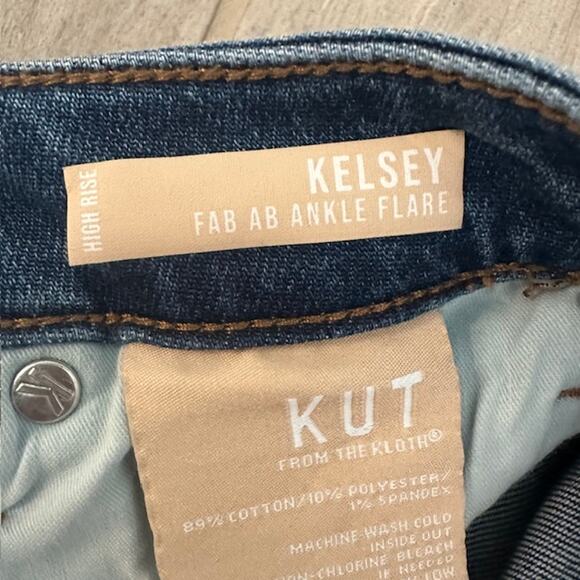 HIGH RISE
KELSEY
FAB AB ANKLE FLARE
KUT
FROM THE KLOTH®
89% COTTON/10% POLYESTER/
1% SPANDEX
MACHINE WASH COLD
INSIDE OUT
NON-CHLORINE BLEACH
IF NEEDED